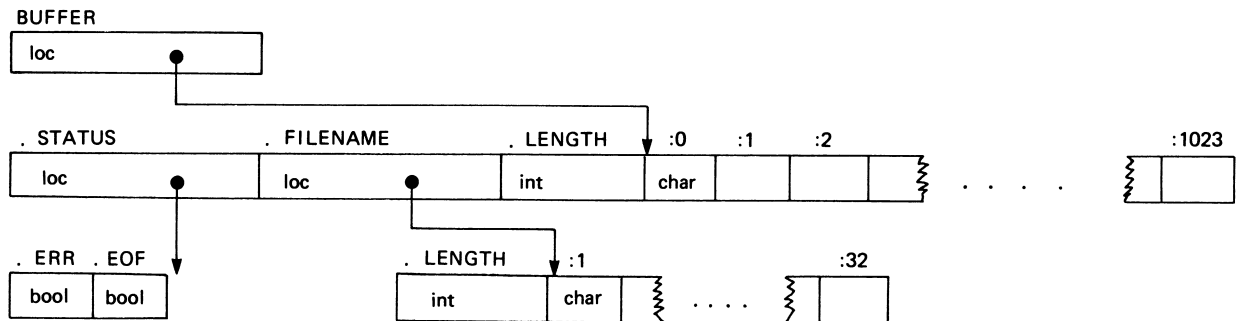 BUFFER
loc
. STATUS . FILENAME . LENGTH :0 :1 :2 :1023
loc loc int char . . . .
. ERR . EOF . LENGTH :1 :32
bool bool int char . . . .